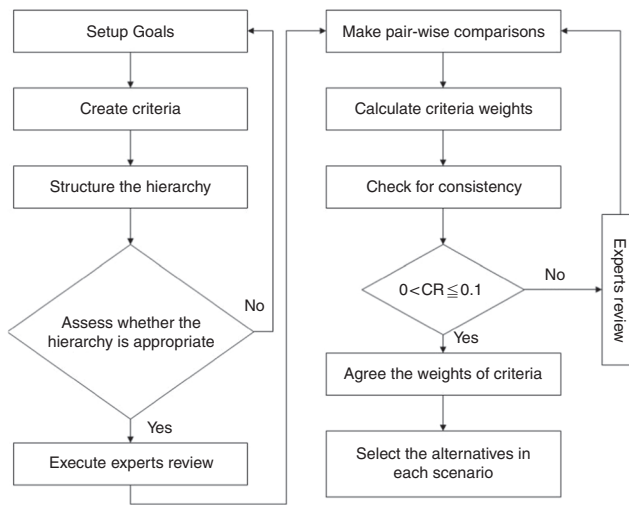 Setup Goals
Create criteria
Structure the hierarchy
Assess whether the
hierarchy is appropriate
No
Yes
Execute experts review
Make pair-wise comparisons
Calculate criteria weights
Check for consistency
0<CR≦0.1
No
Experts review
Yes
Agree the weights of criteria
Select the alternatives in
each scenario